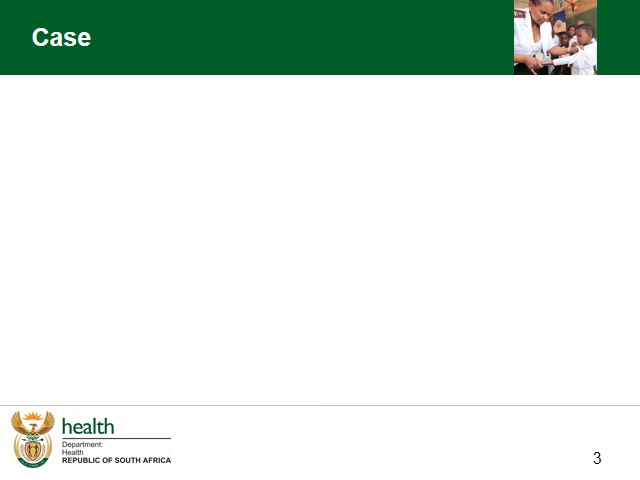 Case
health
Department:
Health
REPUBLIC OF SOUTH AFRICA
3